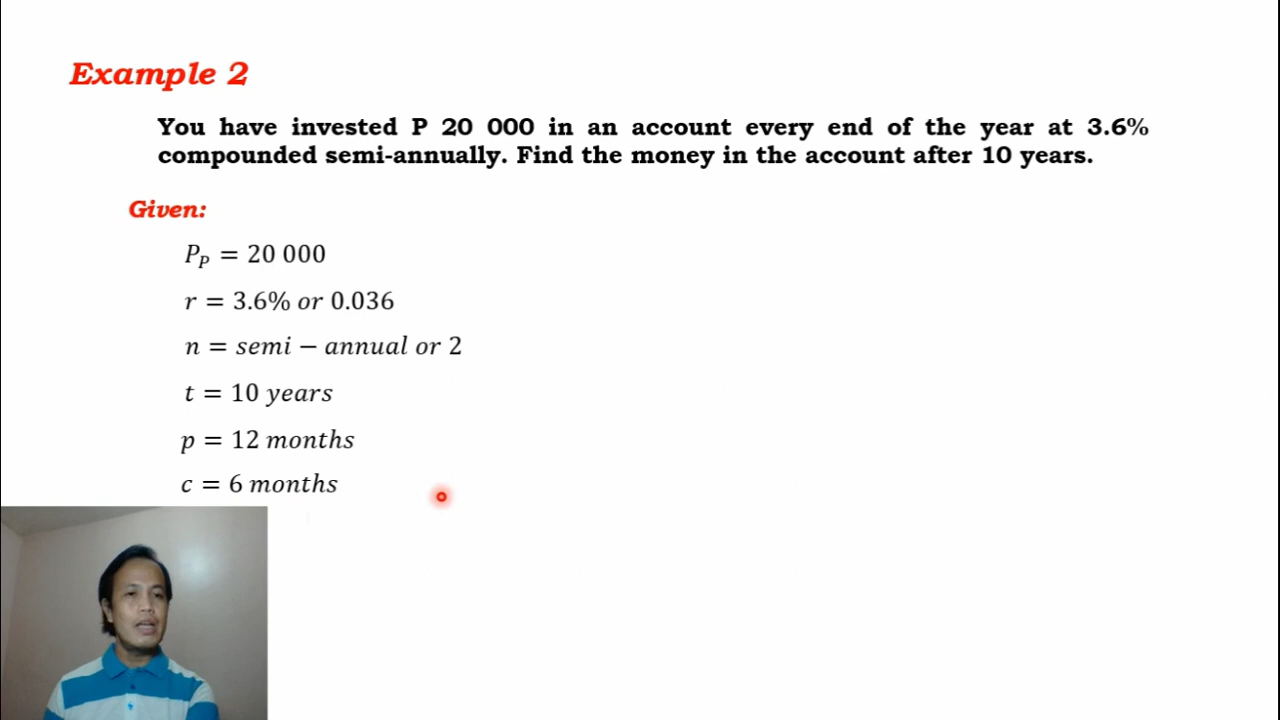 Example 2
You have invested P 20 000 in an account every end of the year at 3.6%
compounded semi-annually. Find the money in the account after 10 years.
Given:
P_P = 20 000
r = 3.6% or 0.036
n = semi − annual or 2
t = 10 years
p = 12 months
c = 6 months